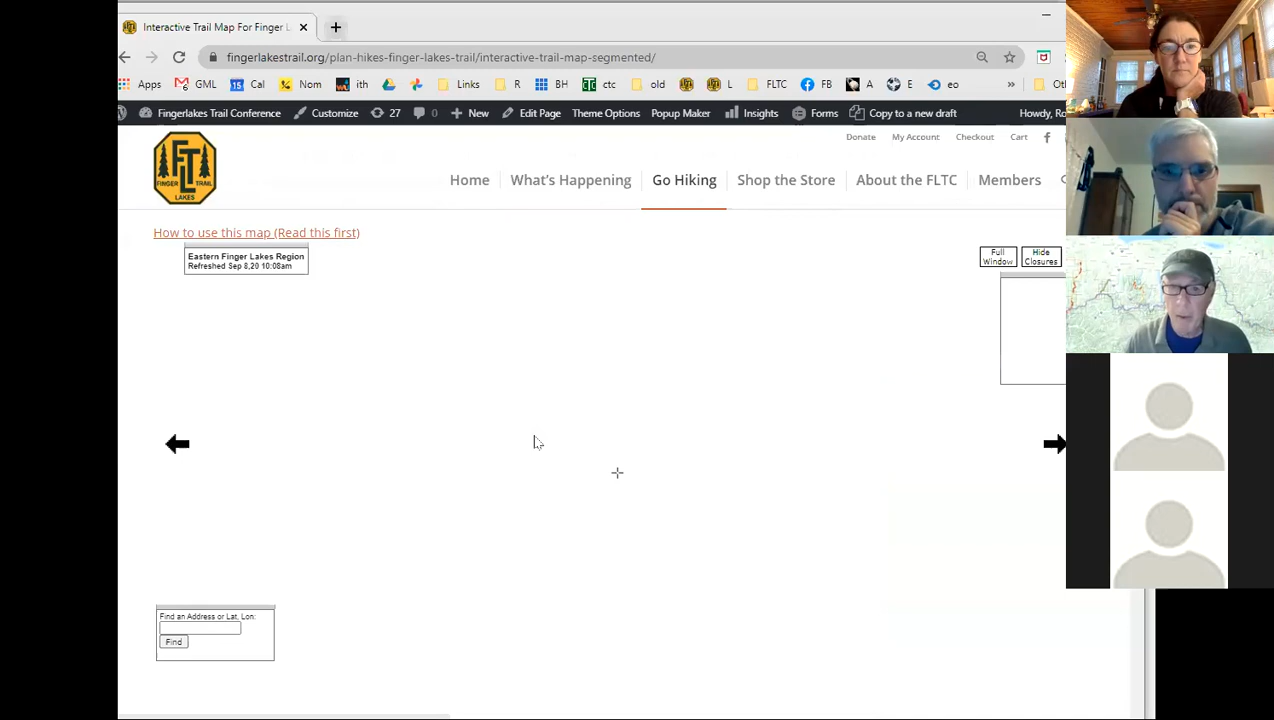 Interactive Trail Map For Finger L
fingerlakestrail.org/plan-hikes-finger-lakes-trail/interactive-trail-map-segmented/
Apps GML Cal Nom ith Links R BH ctc old L FLTC FB A E eo » Ot
Fingerlakes Trail Conference Customize 27 0 New Edit Page Theme Options Popup Maker Insights Forms Copy to a new draft Howdy, Ro
Donate My Account Checkout Cart
FLT
FINGER TRAIL
LAKES
Home What's Happening Go Hiking Shop the Store About the FLTC Members
How to use this map (Read this first)
Eastern Finger Lakes Region
Refreshed Sep 8,20 10:08am
Full
Window
Hide
Closures
Find an Address or Lat, Lon:
Find